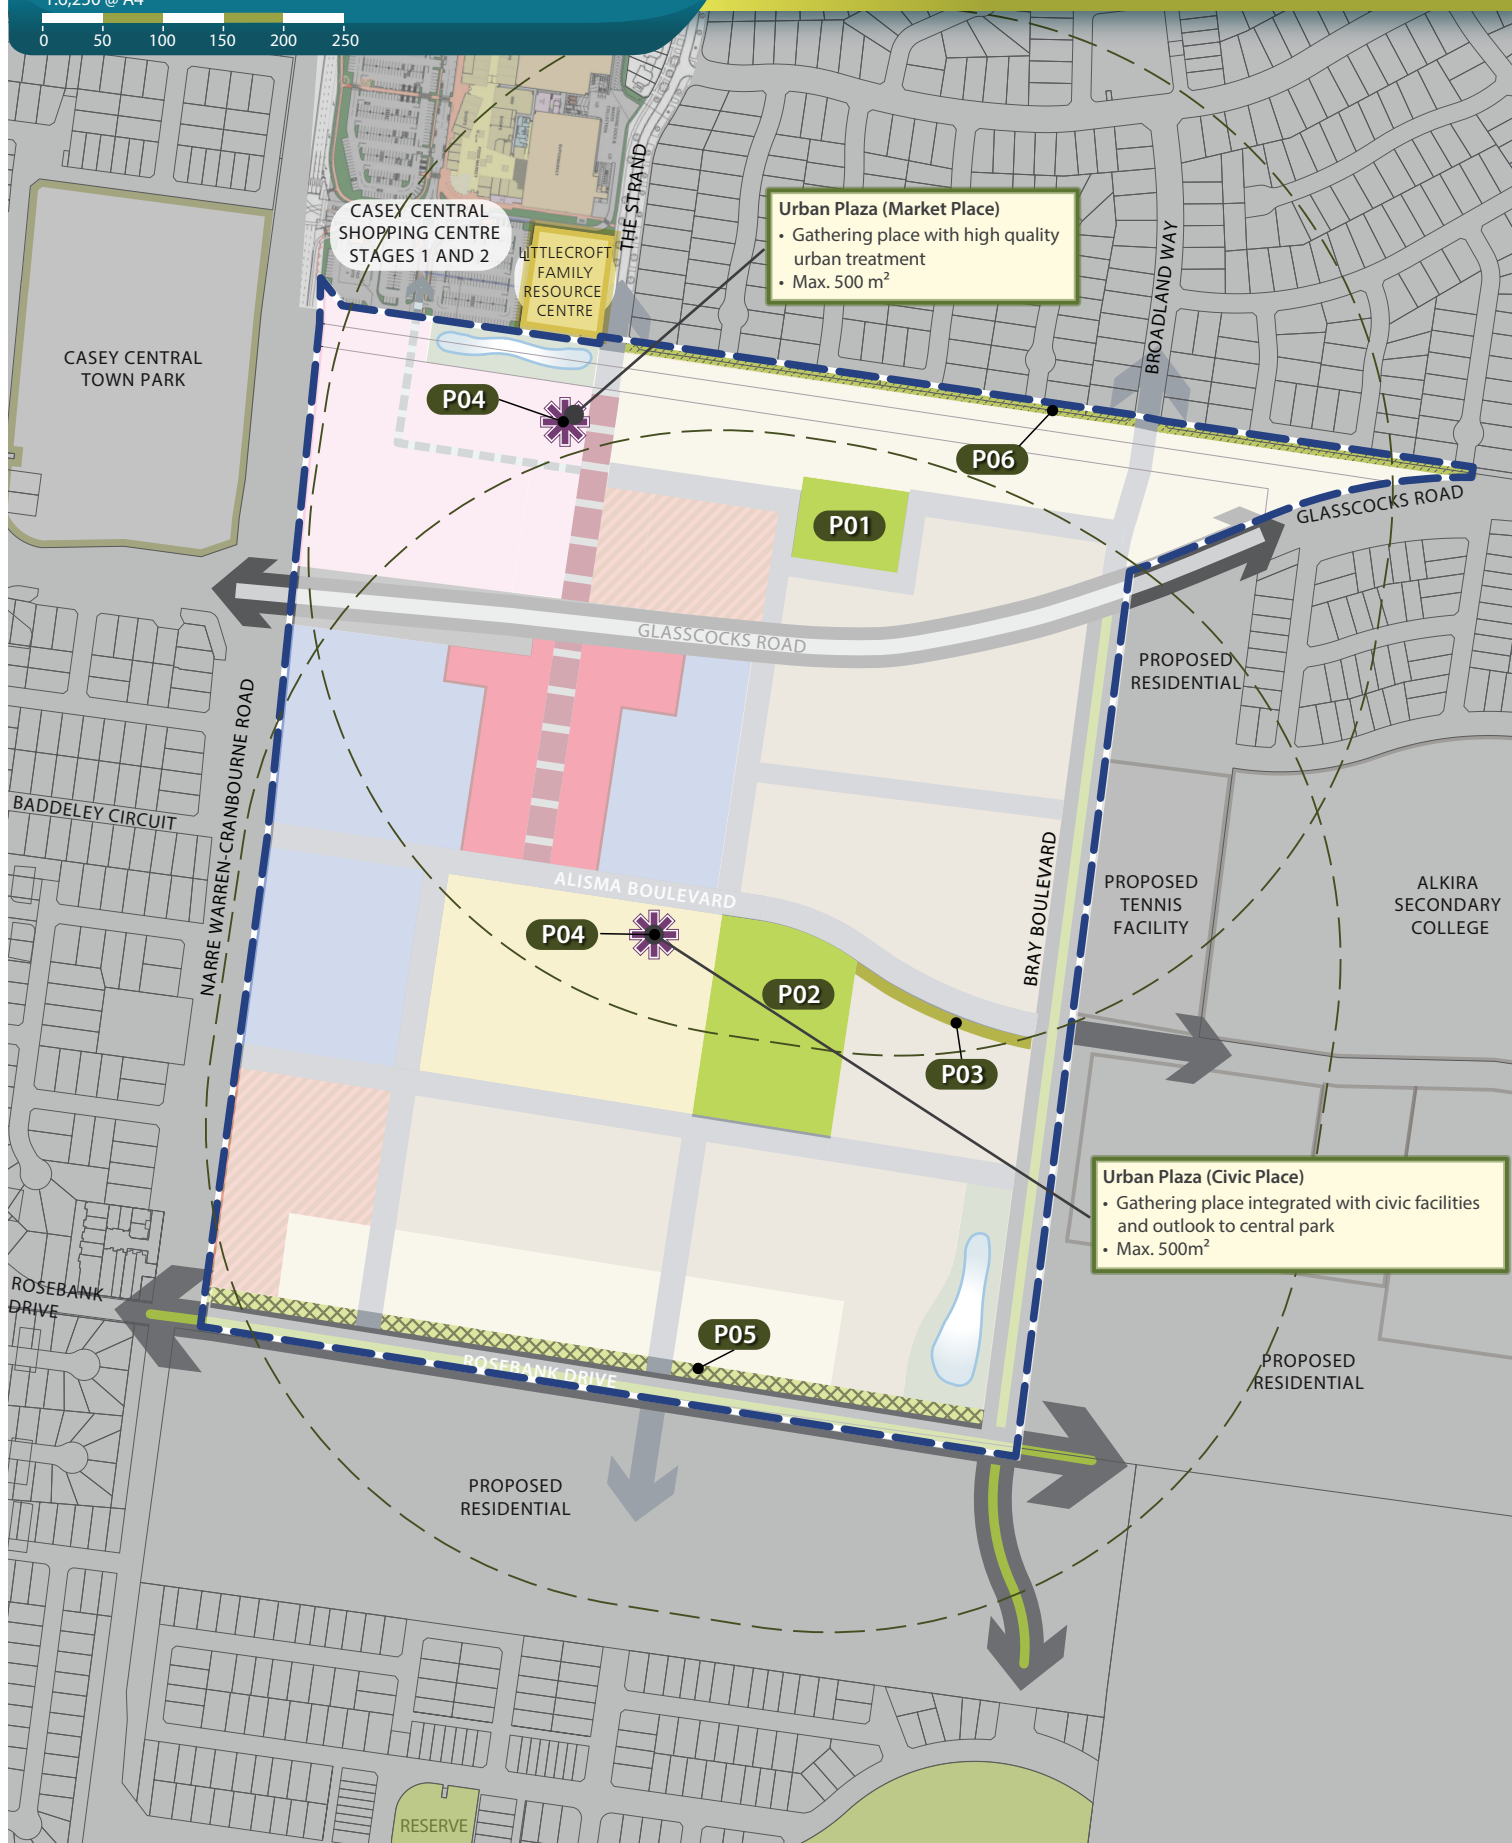 1:6,250 @ A4
0 50 100 150 200 250
CASEY CENTRAL
SHOPPING CENTRE
STAGES 1 AND 2
LITTLECROFT
FAMILY
RESOURCE
CENTRE
THE STRAND
Urban Plaza (Market Place)
• Gathering place with high quality
urban treatment
• Max. 500 m²
BROADLAND WAY
CASEY CENTRAL
TOWN PARK
P04
P06
P01
GLASSCOCKS ROAD
GLASSCOCKS ROAD
PROPOSED
RESIDENTIAL
NARRE WARREN-CRANBOURNE ROAD
BADDELEY CIRCUIT
ALISMA BOULEVARD
BRAY BOULEVARD
PROPOSED
TENNIS
FACILITY
ALKIRA
SECONDARY
COLLEGE
P04
P02
P03
Urban Plaza (Civic Place)
• Gathering place integrated with civic facilities
and outlook to central park
• Max. 500m²
ROSEBANK
DRIVE
P05
ROSEBANK DRIVE
PROPOSED
RESIDENTIAL
PROPOSED
RESIDENTIAL
RESERVE